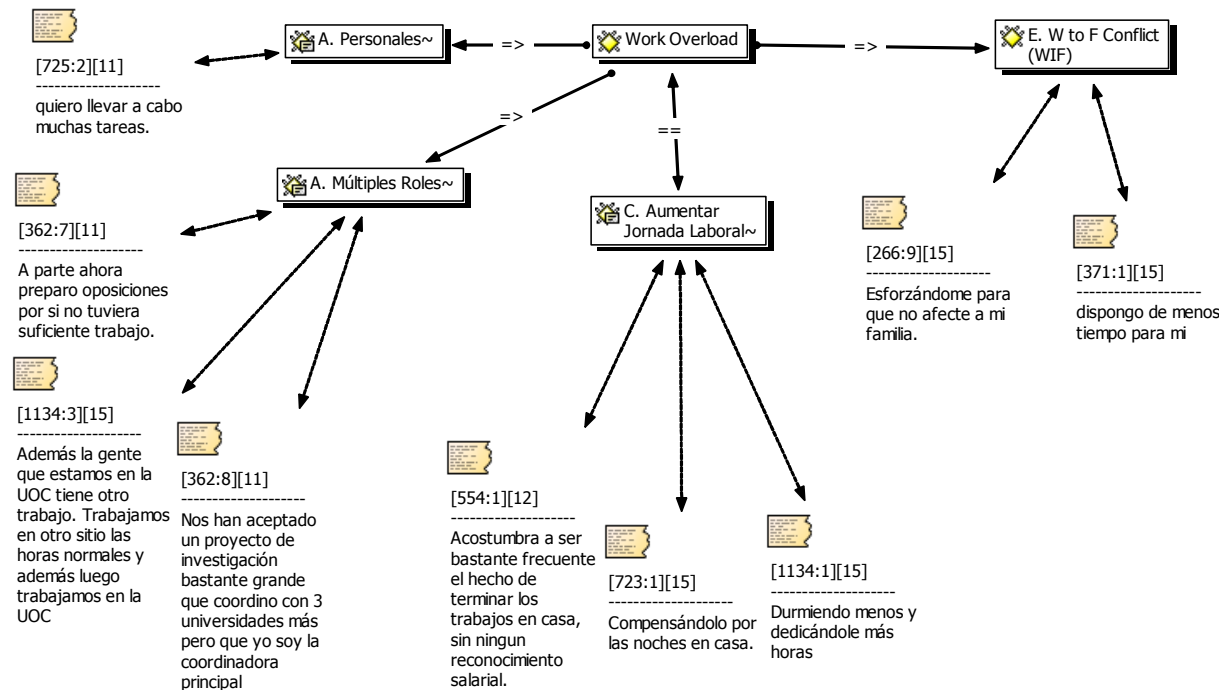 A. Personales~
=>
Work Overload
=>
E. W to F Conflict
(WIF)
[725:2][11]
--------------------
quiero llevar a cabo
muchas tareas.
=>
==
A. Múltiples Roles~
C. Aumentar
Jornada Laboral~
[362:7][11]
--------------------
A parte ahora
preparo oposiciones
por si no tuviera
suficiente trabajo.
[266:9][15]
--------------------
Esforzándome para
que no afecte a mi
familia.
[371:1][15]
--------------------
dispongo de menos
tiempo para mi
[1134:3][15]
--------------------
Además la gente
que estamos en la
UOC tiene otro
trabajo. Trabajamos
en otro sitio las
horas normales y
además luego
trabajamos en la
UOC
[362:8][11]
--------------------
Nos han aceptado
un proyecto de
investigación
bastante grande
que coordino con 3
universidades más
pero que yo soy la
coordinadora
principal
[554:1][12]
--------------------
Acostumbra a ser
bastante frecuente
el hecho de
terminar los
trabajos en casa,
sin ningun
reconocimiento
salarial.
[723:1][15]
--------------------
Compensándolo por
las noches en casa.
[1134:1][15]
--------------------
Durmiendo menos y
dedicándole más
horas